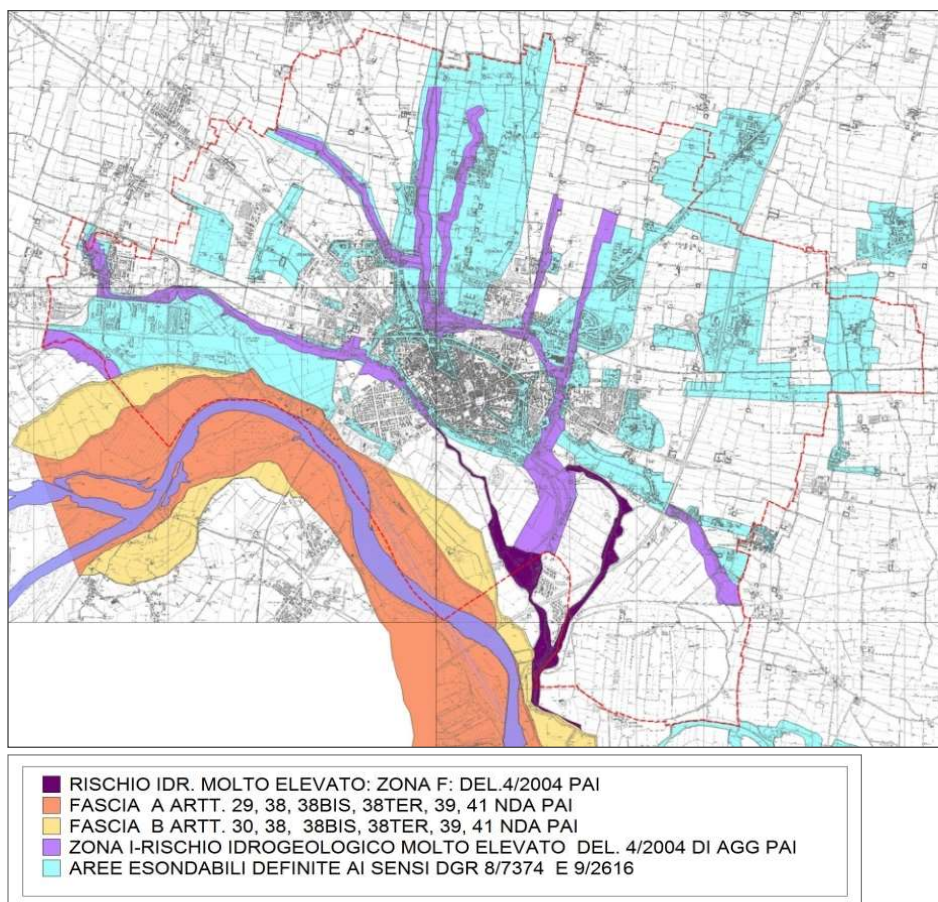 RISCHIO IDR. MOLTO ELEVATO: ZONA F: DEL.4/2004 PAI
FASCIA A ARTT. 29, 38, 38BIS, 38TER, 39, 41 NDA PAI
FASCIA B ARTT. 30, 38, 38BIS, 38TER, 39, 41 NDA PAI
ZONA I-RISCHIO IDROGEOLOGICO MOLTO ELEVATO DEL. 4/2004 DI AGG PAI
AREE ESONDABILI DEFINITE AI SENSI DGR 8/7374 E 9/2616